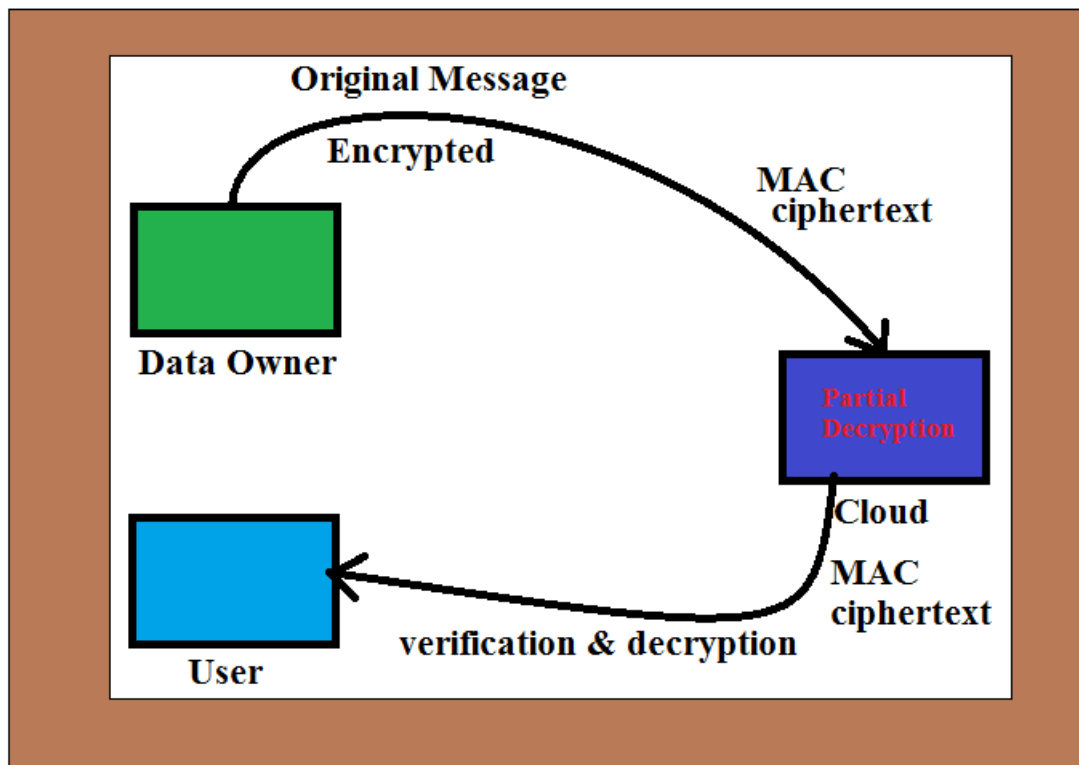 Original Message
Encrypted
MAC
ciphertext
Data Owner
Partial
Decryption
Cloud
MAC
ciphertext
verification & decryption
User